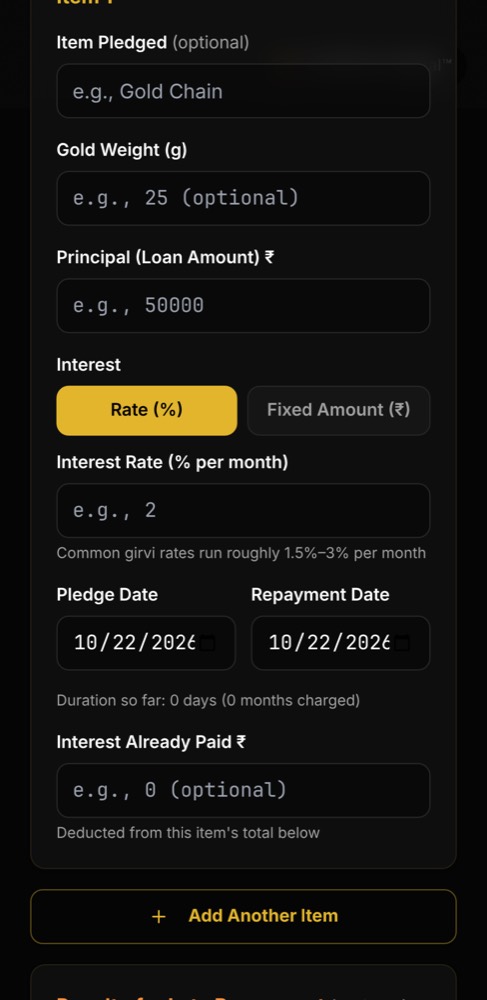 Item Pledged (optional)
e.g., Gold Chain
Gold Weight (g)
e.g., 25 (optional)
Principal (Loan Amount) ₹
e.g., 50000
Interest
Rate (%) Fixed Amount (₹)
Interest Rate (% per month)
e.g., 2
Common girvi rates run roughly 1.5%–3% per month
Pledge Date Repayment Date
10/22/2026 10/22/2026
Duration so far: 0 days (0 months charged)
Interest Already Paid ₹
e.g., 0 (optional)
Deducted from this item's total below
+ Add Another Item